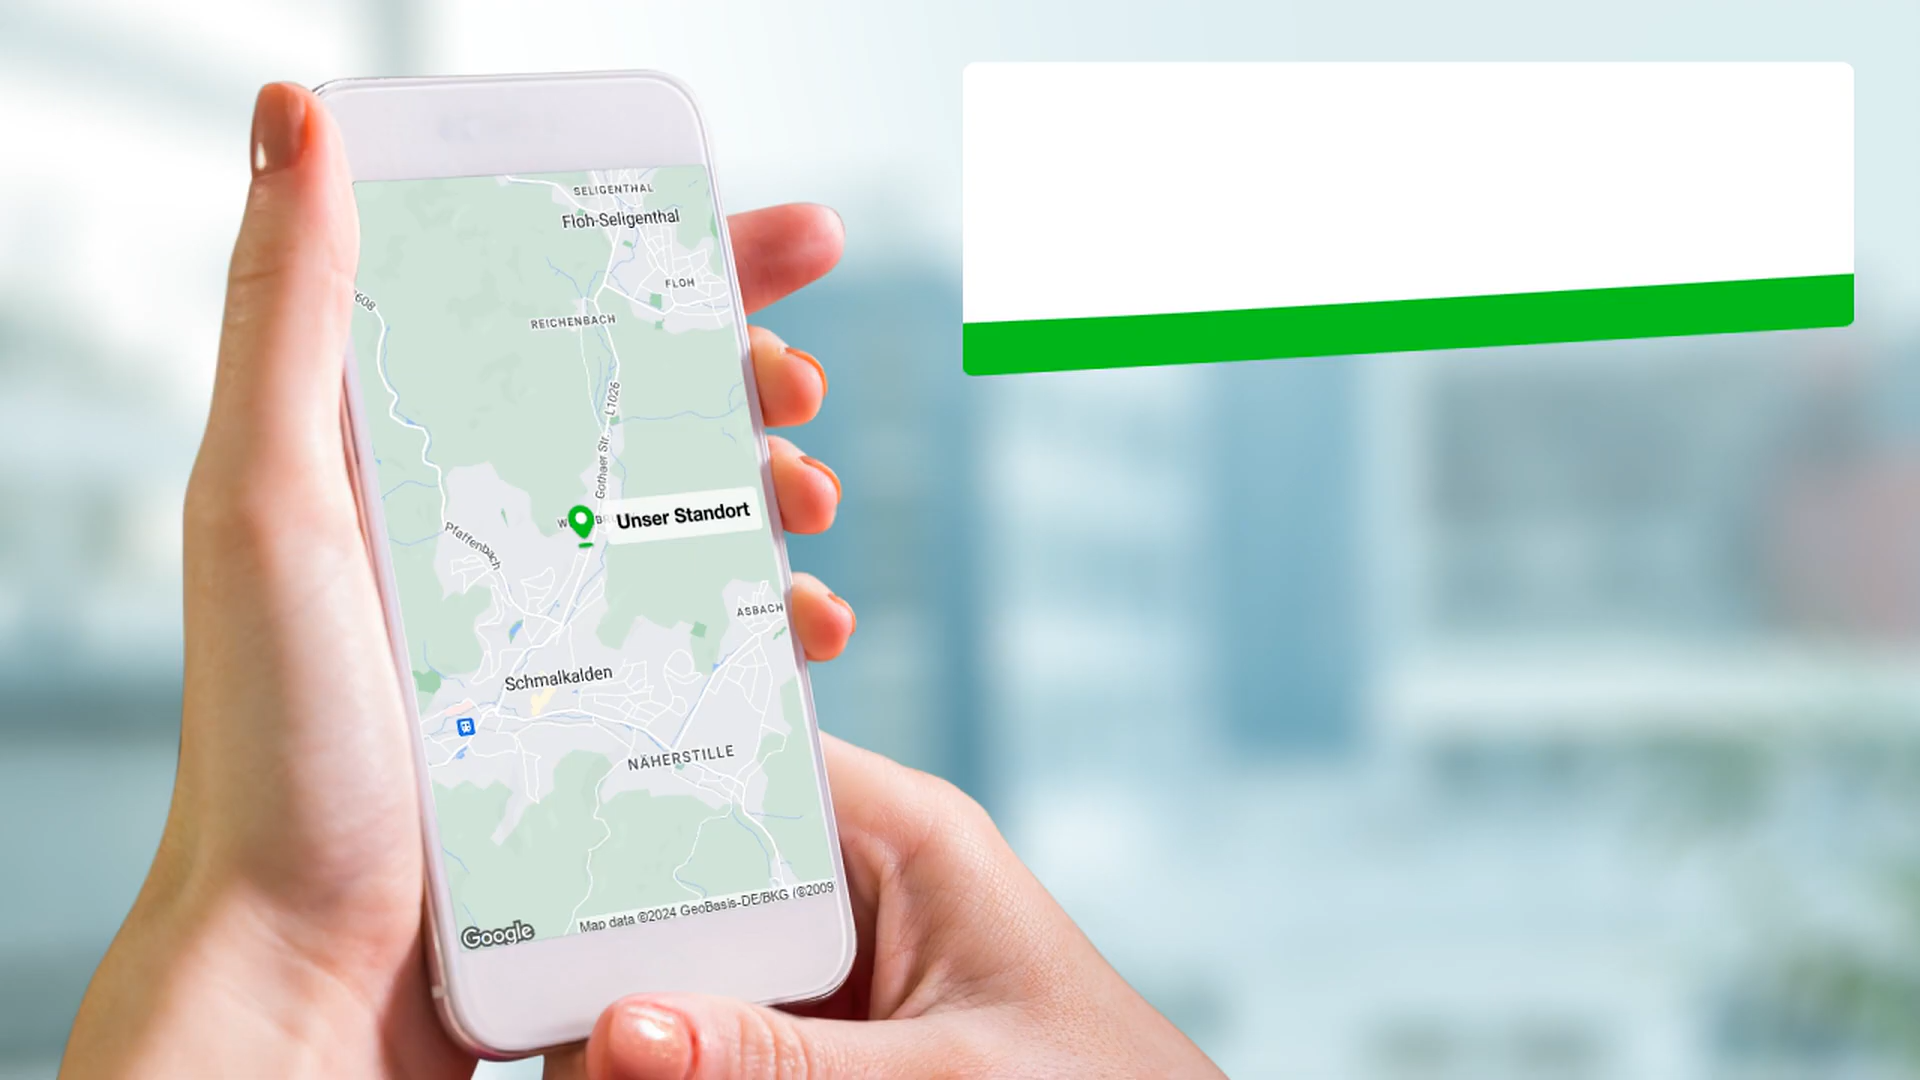 SELIGENTHAL
Floh-Seligenthal
FLOH
608
REICHENBACH
L1026
Gothaer Str.
Unser Standort
Pfaffenbach
ASBACH
Schmalkalden
NÄHERSTILLE
Google
Map data ©2024 GeoBasis-DE/BKG (©2009